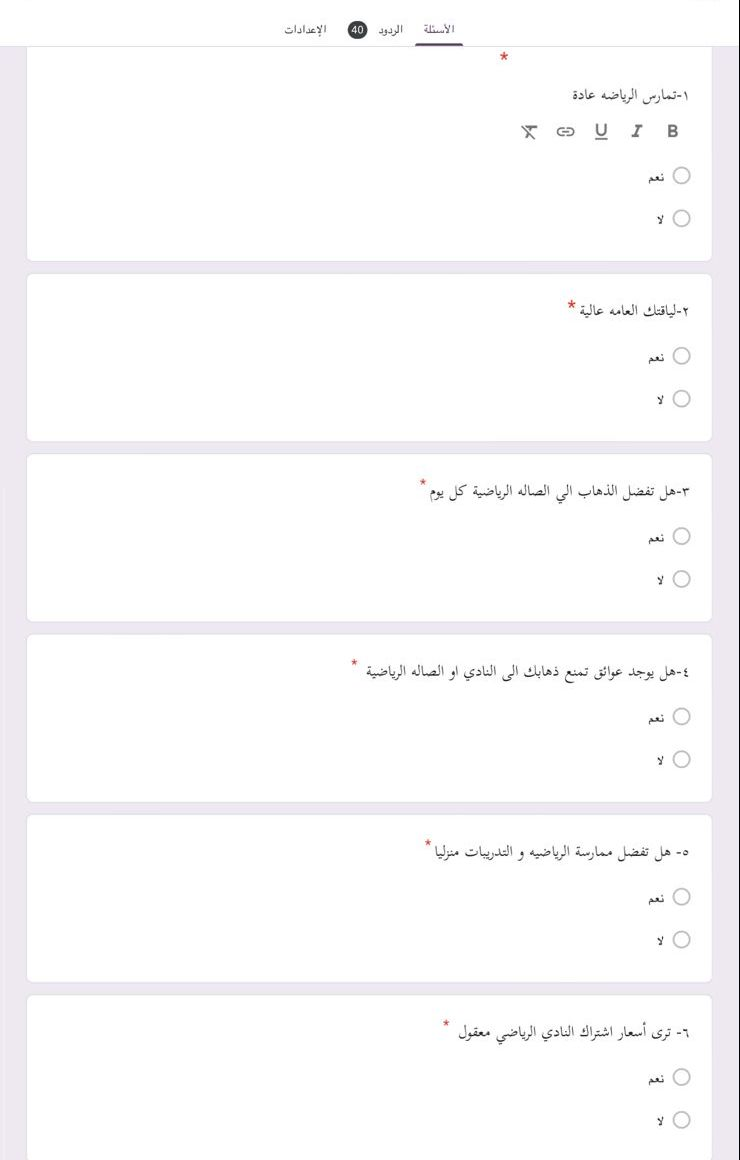 الأسئلة الردود 40 الإعدادات
*
١-تمارس الرياضه عادة
B I U
نعم
لا
٢-لياقتك العامه عالية *
نعم
لا
٣-هل تفضل الذهاب الي الصاله الرياضية كل يوم *
نعم
لا
٤-هل يوجد عوائق تمنع ذهابك الى النادي او الصاله الرياضية *
نعم
لا
٥- هل تفضل ممارسة الرياضيه و التدريبات منزليا *
نعم
لا
٦- ترى أسعار اشتراك النادي الرياضي معقول *
نعم
لا